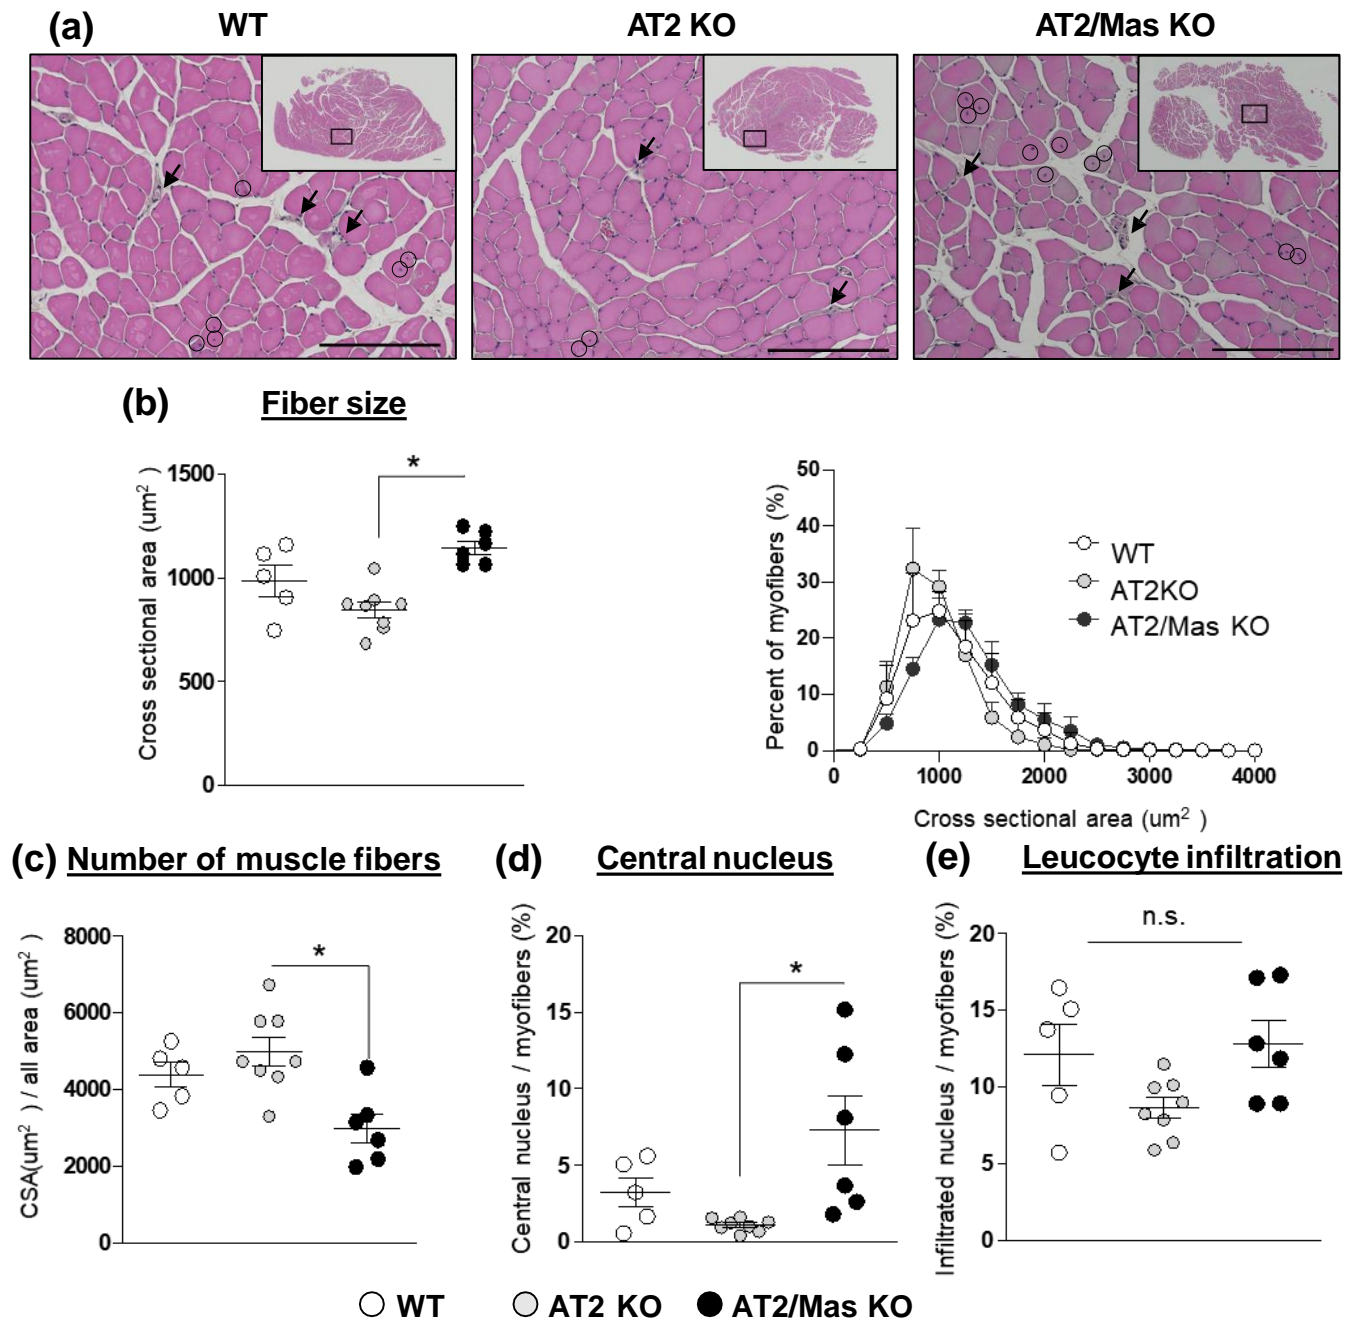 (a) WT AT2 KO AT2/Mas KO
(b) Fiber size
Cross sectional area (um2 )
1500
1000
500
0
*
Percent of myofibers (%)
50
40
30
20
10
0
0 1000 2000 3000 4000
Cross sectional area (um2 )
WT
AT2KO
AT2/Mas KO
(c) Number of muscle fibers
CSA(um2 ) / all area (um2 )
8000
6000
4000
2000
0
*
(d) Central nucleus
Central nucleus / myofibers (%)
20
15
10
5
0
*
(e) Leucocyte infiltration
Infiltrated nucleus / myofibers (%)
20
15
10
5
0
n.s.
WT AT2 KO AT2/Mas KO